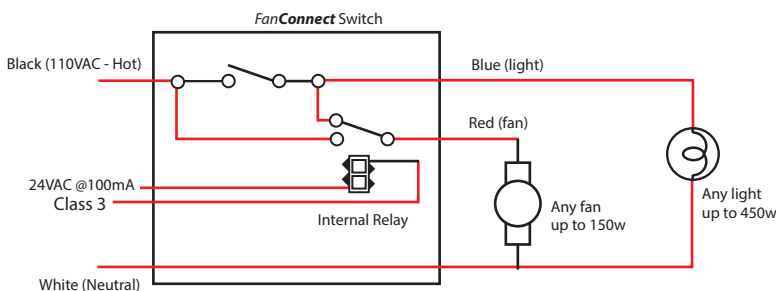 FanConnect Switch
Black (110VAC - Hot)
Blue (light)
Red (fan)
24VAC @100mA
Class 3
Internal Relay
Any fan
up to 150w
Any light
up to 450w
White (Neutral)